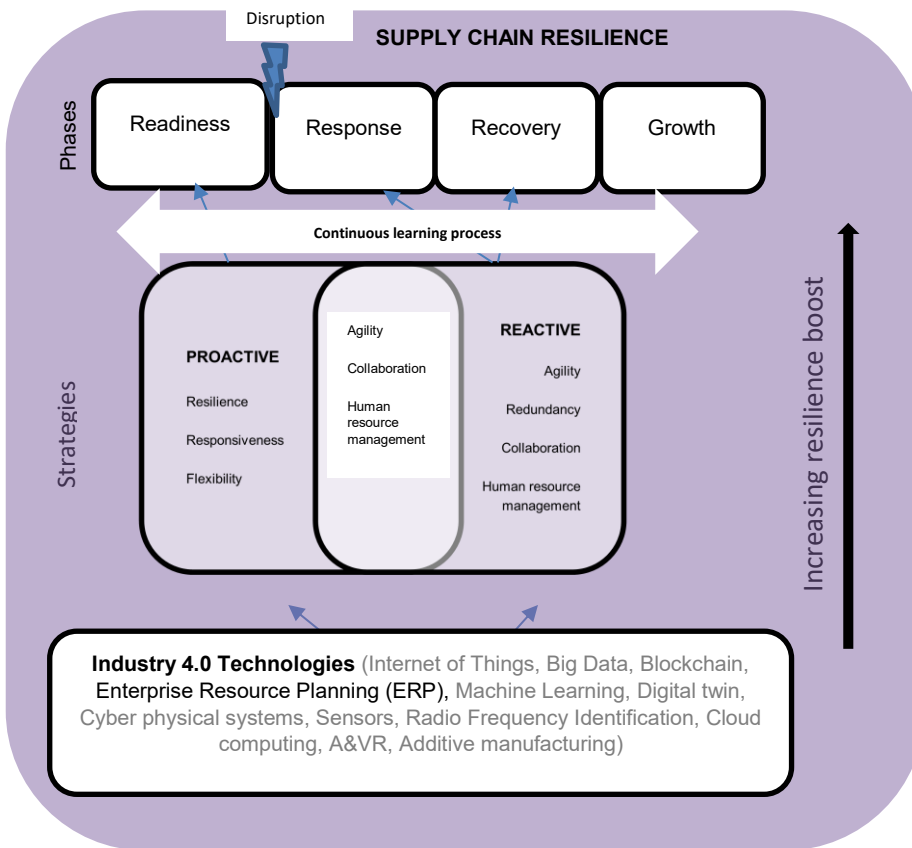 Disruption
SUPPLY CHAIN RESILIENCE
Phases
Readiness
Response
Recovery
Growth
Continuous learning process
Strategies
PROACTIVE
Resilience
Responsiveness
Flexibility
Agility
Collaboration
Human
resource
management
REACTIVE
Agility
Redundancy
Collaboration
Human resource
management
Increasing resilience boost
Industry 4.0 Technologies (Internet of Things, Big Data, Blockchain,
Enterprise Resource Planning (ERP), Machine Learning, Digital twin,
Cyber physical systems, Sensors, Radio Frequency Identification, Cloud
computing, A&VR, Additive manufacturing)